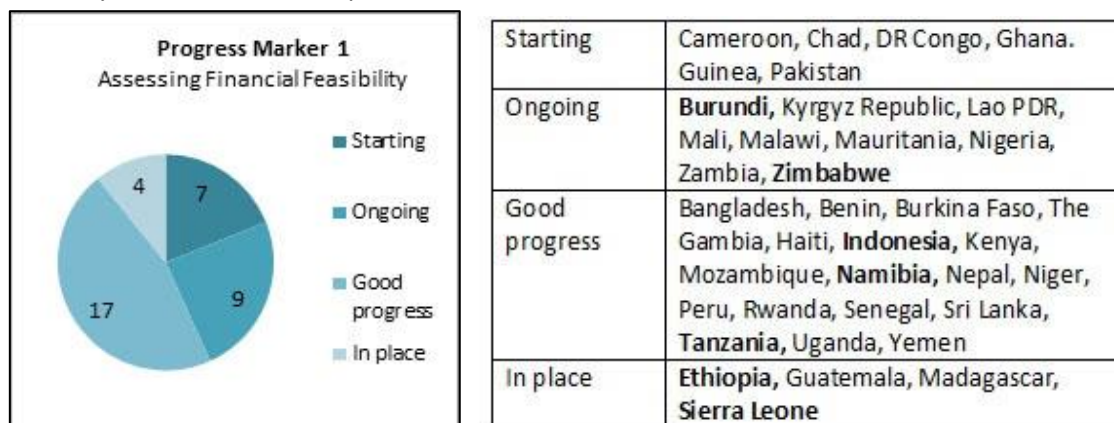 Progress Marker 1
Assessing Financial Feasibility
Starting
Ongoing
Good
progress
In place
4
7
9
17
Starting
Cameroon, Chad, DR Congo, Ghana.
Guinea, Pakistan
Ongoing
Burundi, Kyrgyz Republic, Lao PDR,
Mali, Malawi, Mauritania, Nigeria,
Zambia, Zimbabwe
Good
progress
Bangladesh, Benin, Burkina Faso, The
Gambia, Haiti, Indonesia, Kenya,
Mozambique, Namibia, Nepal, Niger,
Peru, Rwanda, Senegal, Sri Lanka,
Tanzania, Uganda, Yemen
In place
Ethiopia, Guatemala, Madagascar,
Sierra Leone